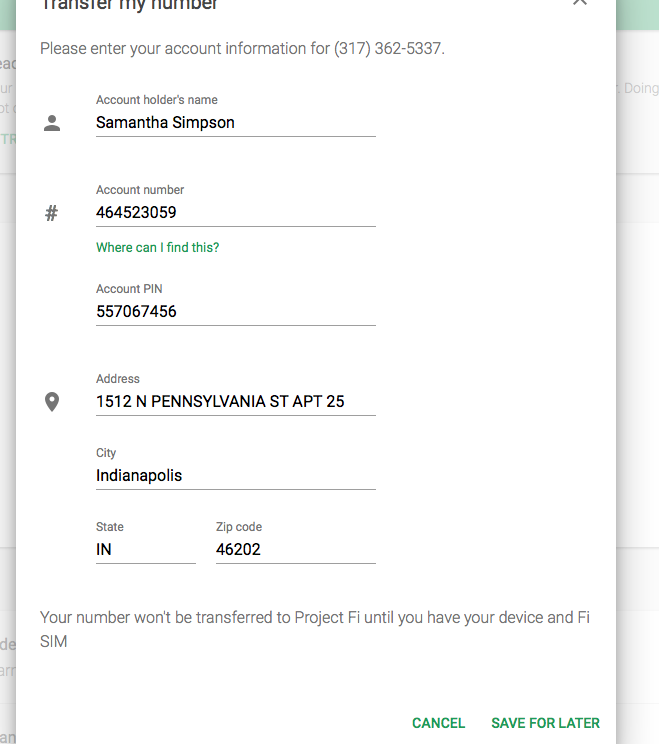 Transfer my number
Please enter your account information for (317) 362-5337.
Account holder's name
Samantha Simpson
Account number
#
464523059
Where can I find this?
Account PIN
557067456
Address
1512 N PENNSYLVANIA ST APT 25
City
Indianapolis
State Zip code
IN 46202
Your number won't be transferred to Project Fi until you have your device and Fi
SIM
CANCEL SAVE FOR LATER
. Doing